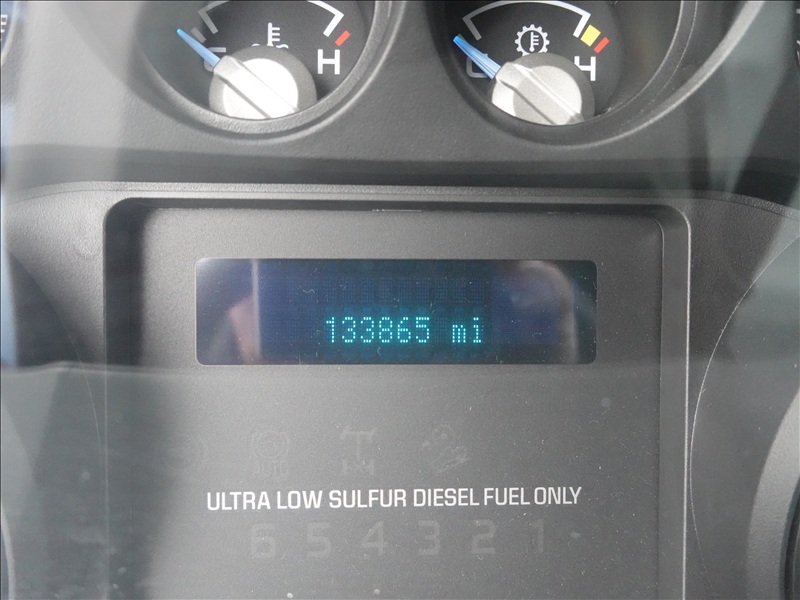 C H C H
133865 mi
ULTRA LOW SULFUR DIESEL FUEL ONLY
6 5 4 3 2 1